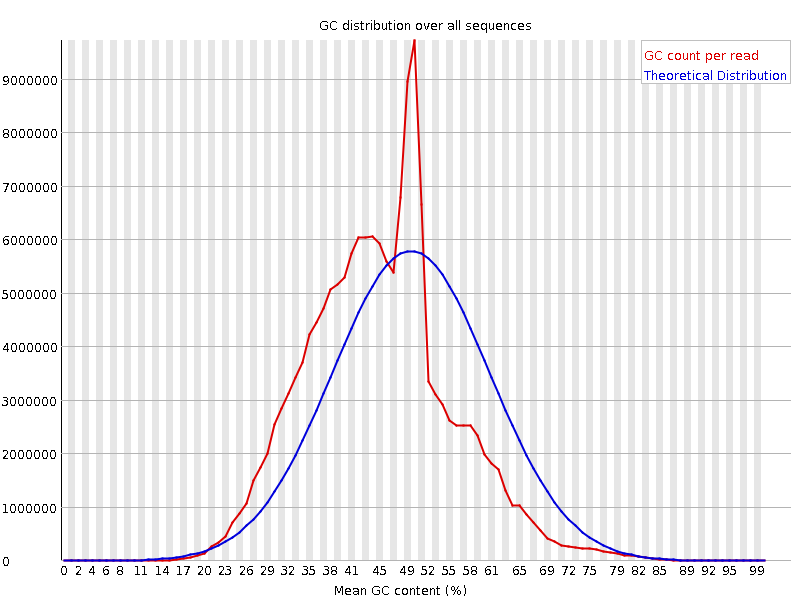 GC distribution over all sequences
GC count per read
Theoretical Distribution
9000000
8000000
7000000
6000000
5000000
4000000
3000000
2000000
1000000
0
0 2 4 6 8 11 14 17 20 23 26 29 32 35 38 41 45 49 52 55 58 61 65 69 72 75 79 82 85 89 92 95 99
Mean GC content (%)